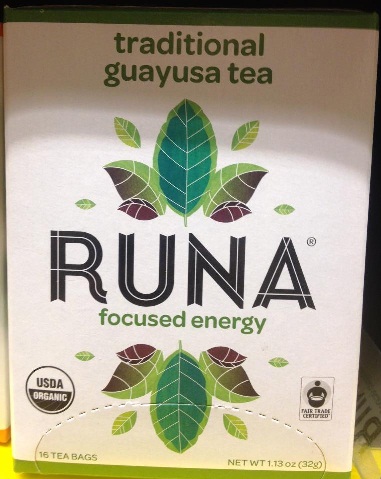 traditional
guayusa tea
RUNA®
focused energy
USDA
ORGANIC
FAIR TRADE
CERTIFIED
16 TEA BAGS
NET WT 1.13 oz (32g)